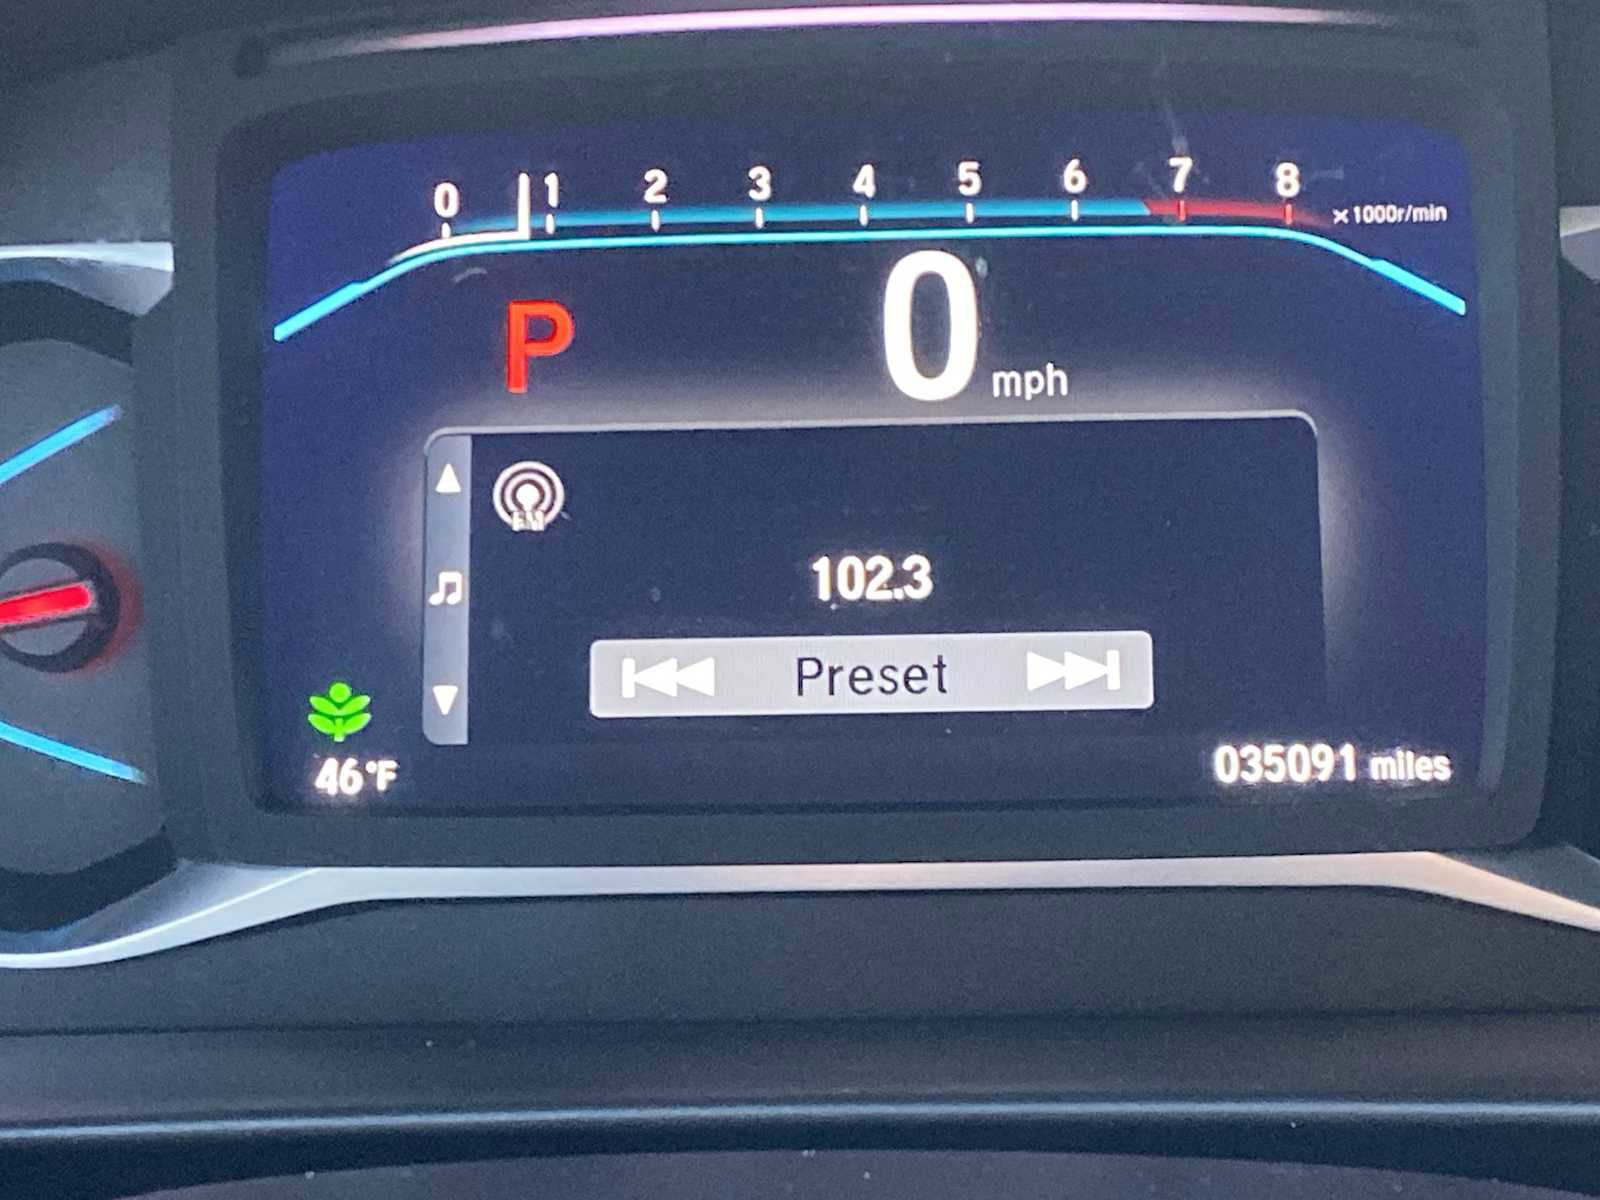 0 1 2 3 4 5 6 7 8 ×1000r/min
P 0 mph
FM
102.3
Preset
46°F 035091 miles